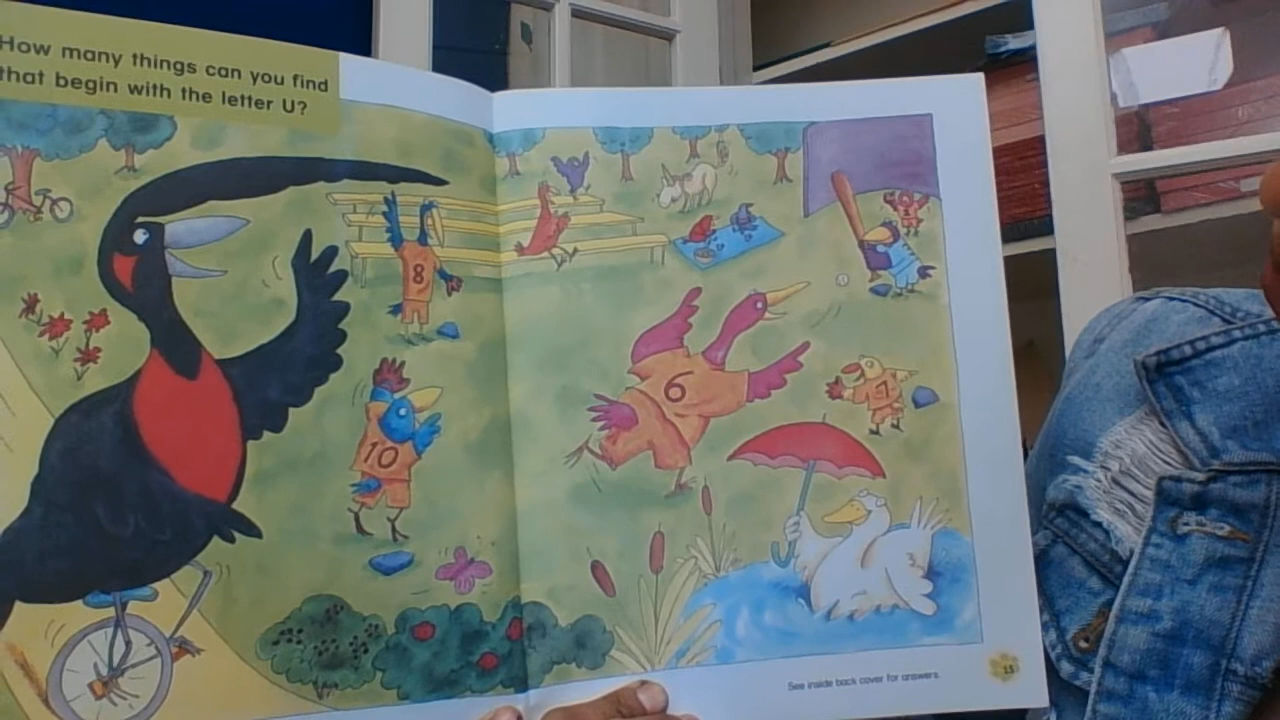 How many things can you find
that begin with the letter U?
8
10
6
7
See inside back cover for answers.
15